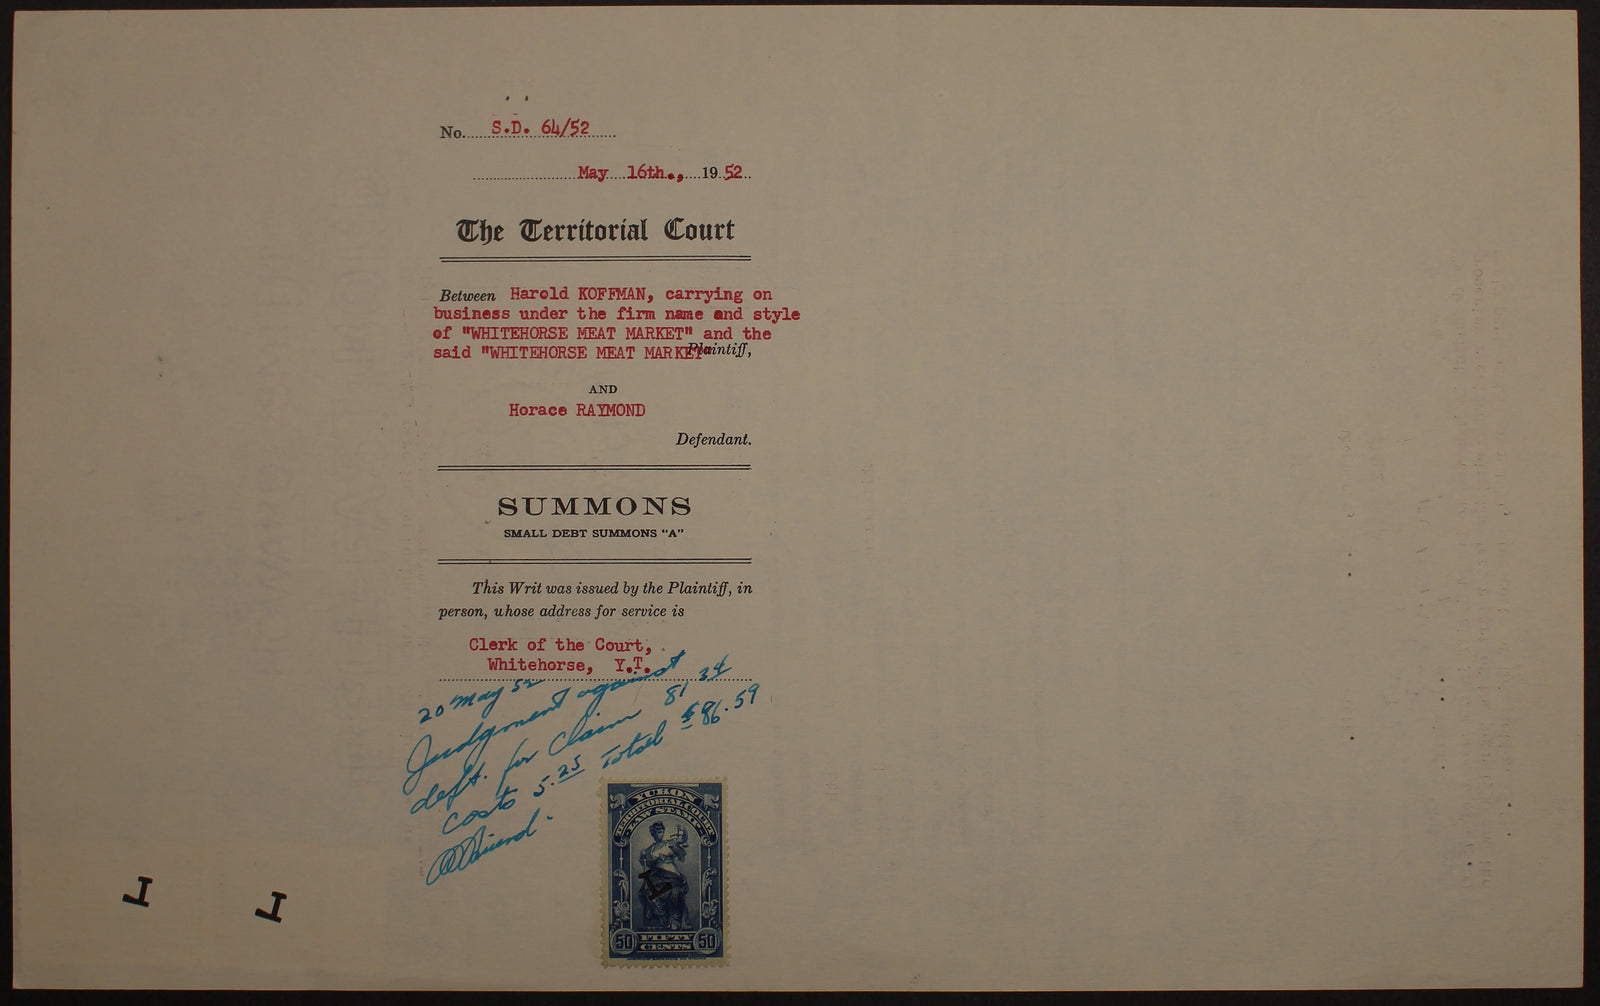 No. S.D. 64/52
May 16th., 19 52
The Territorial Court
Between Harold KOFFMAN, carrying on
business under the firm name and style
of "WHITEHORSE MEAT MARKET" and the
said "WHITEHORSE MEAT MARKET" Plaintiff,
AND
Horace RAYMOND
Defendant.
SUMMONS
SMALL DEBT SUMMONS "A"
This Writ was issued by the Plaintiff, in
person, whose address for service is
Clerk of the Court,
Whitehorse, Y.T.
20 May 52
Judgment against
deft. for Claim 81 34
costs 5.25 Total $86.59
YUKON
TERRITORIAL COURT
LAW STAMP
50 FIFTY CENTS 50